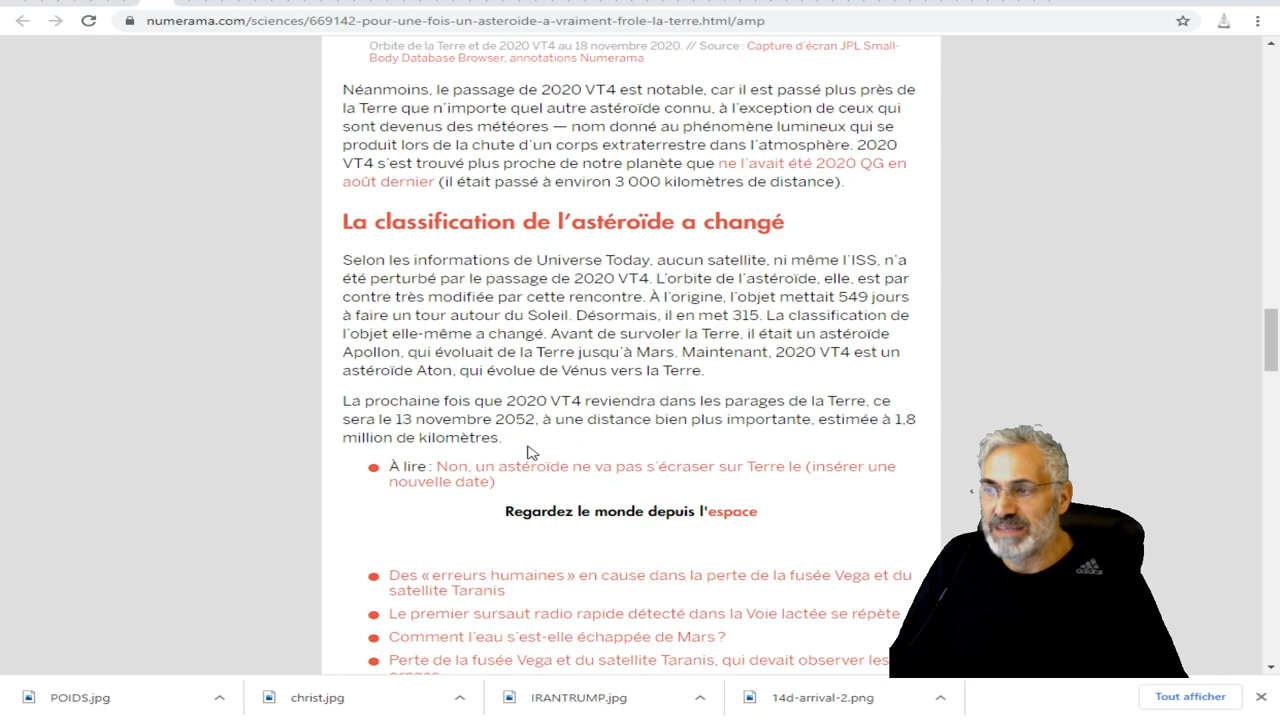 numerama.com/sciences/669142-pour-une-fois-un-asteroide-a-vraiment-frole-la-terre.html/amp
Orbite de la Terre et de 2020 VT4 au 18 novembre 2020. // Source : Capture d'écran JPL Small-
Body Database Browser, annotations Numerama
Néanmoins, le passage de 2020 VT4 est notable, car il est passé plus près de
la Terre que n'importe quel autre astéroïde connu, à l'exception de ceux qui
sont devenus des météores — nom donné au phénomène lumineux qui se
produit lors de la chute d'un corps extraterrestre dans l'atmosphère. 2020
VT4 s'est trouvé plus proche de notre planète que ne l'avait été 2020 QG en
août dernier (il était passé à environ 3 000 kilomètres de distance).
La classification de l'astéroïde a changé
Selon les informations de Universe Today, aucun satellite, ni même l'ISS, n'a
été perturbé par le passage de 2020 VT4. L'orbite de l'astéroïde, elle, est par
contre très modifiée par cette rencontre. À l'origine, l'objet mettait 549 jours
à faire un tour autour du Soleil. Désormais, il en met 315. La classification de
l'objet elle-même a changé. Avant de survoler la Terre, il était un astéroïde
Apollon, qui évoluait de la Terre jusqu'à Mars. Maintenant, 2020 VT4 est un
astéroïde Aton, qui évolue de Vénus vers la Terre.
La prochaine fois que 2020 VT4 reviendra dans les parages de la Terre, ce
sera le 13 novembre 2052, à une distance bien plus importante, estimée à 1,8
million de kilomètres.
À lire : Non, un astéroïde ne va pas s'écraser sur Terre le (insérer une
nouvelle date)
Regardez le monde depuis l'espace
Des « erreurs humaines » en cause dans la perte de la fusée Vega et du
satellite Taranis
Le premier sursaut radio rapide détecté dans la Voie lactée se répète
Comment l'eau s'est-elle échappée de Mars ?
Perte de la fusée Vega et du satellite Taranis, qui devait observer les
adidas
POIDS.jpg
christ.jpg
IRANTRUMP.jpg
14d-arrival-2.png
Tout afficher